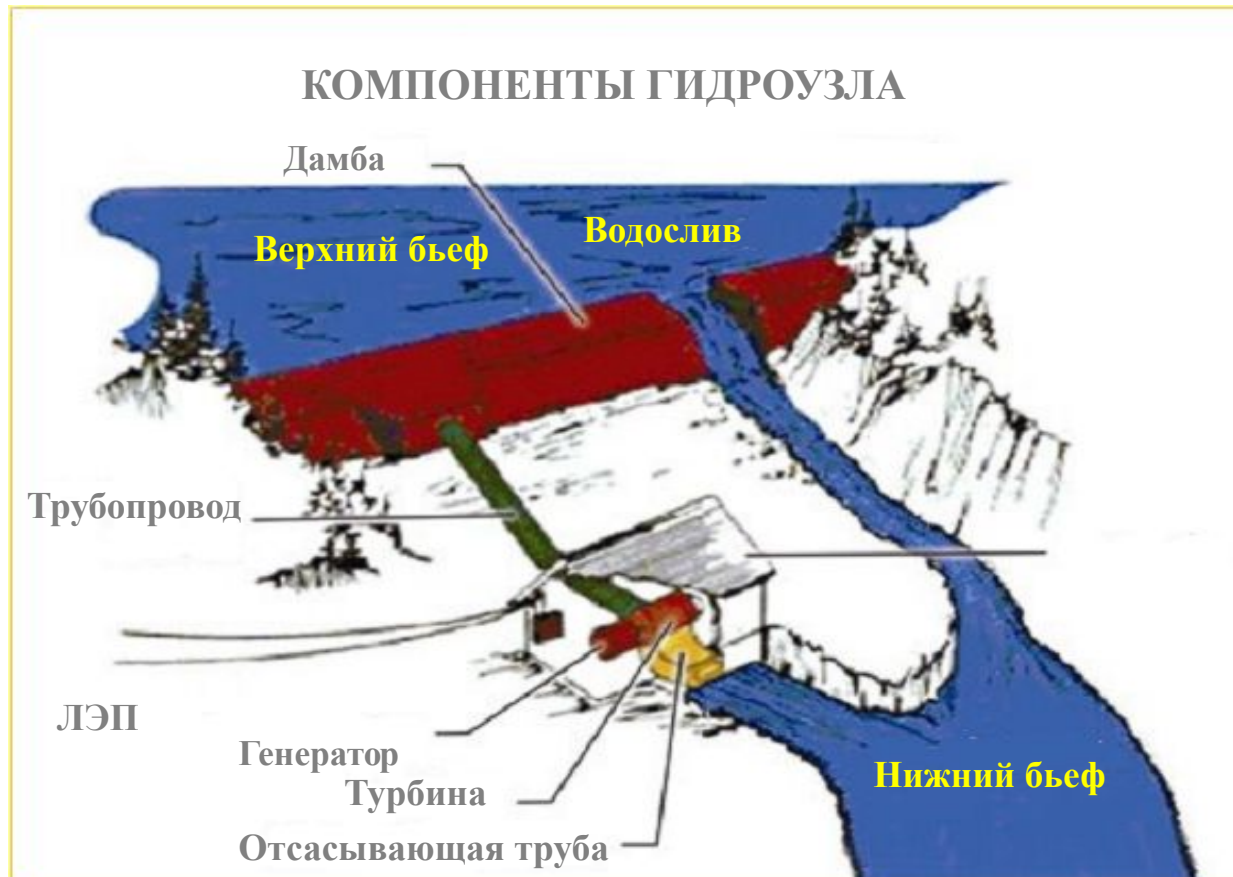 КОМПОНЕНТЫ ГИДРОУЗЛА
Дамба
Водослив
Верхний бьеф
Трубопровод
ЛЭП
Генератор
Турбина
Отсасывающая труба
Нижний бьеф